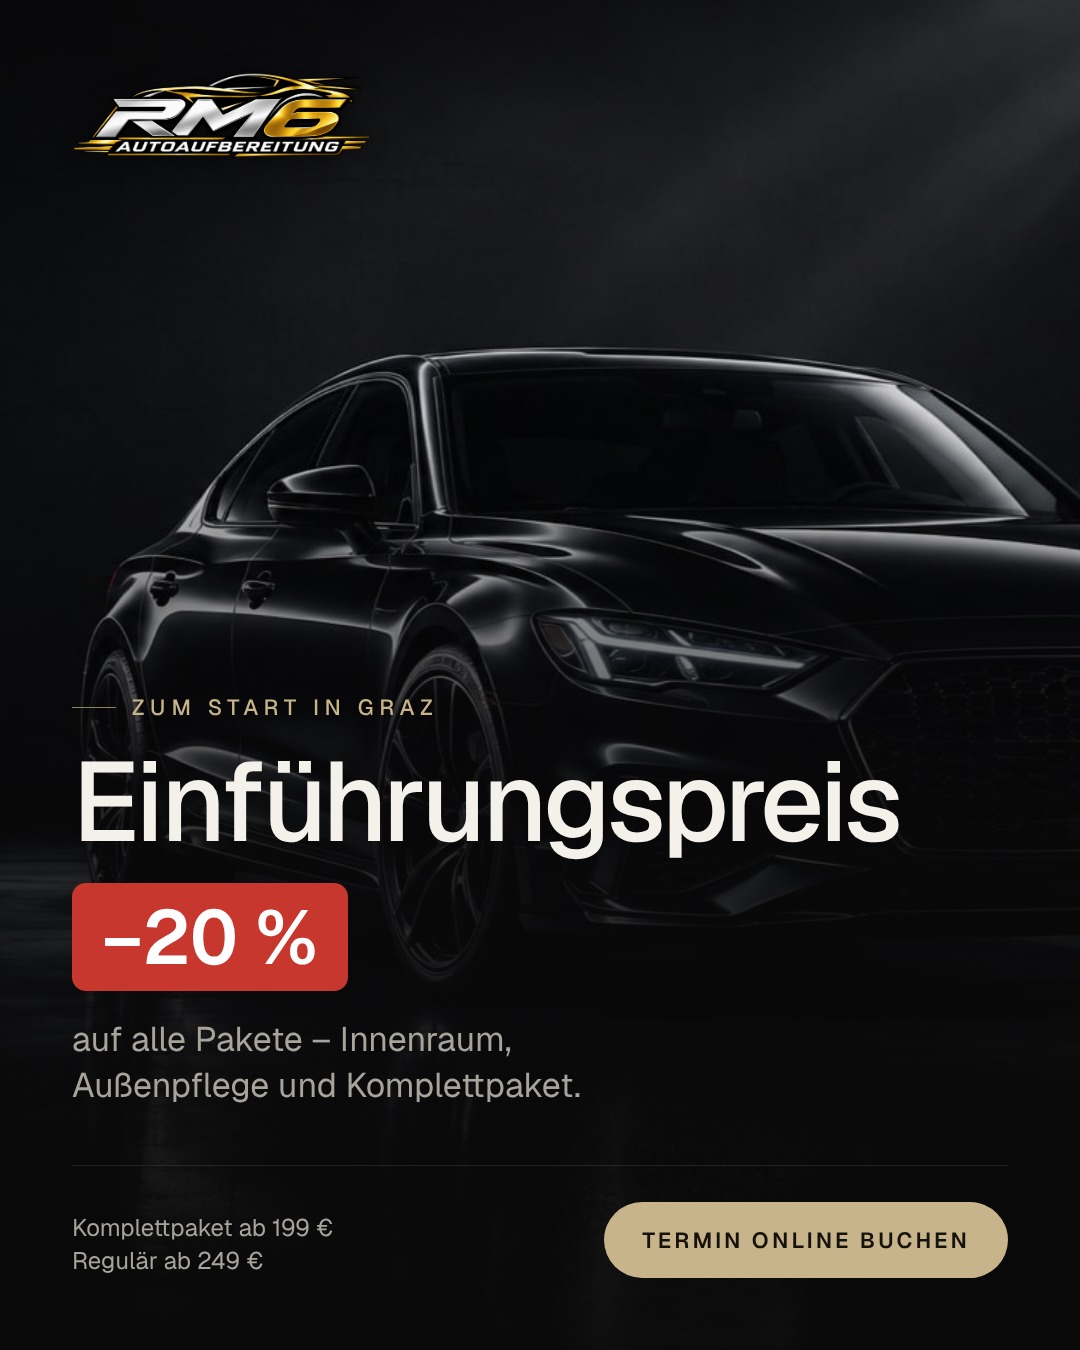 RM6
AUTOAUFBEREITUNG
ZUM START IN GRAZ
Einführungspreis
–20 %
auf alle Pakete – Innenraum,
Außenpflege und Komplettpaket.
Komplettpaket ab 199 €
Regulär ab 249 €
TERMIN ONLINE BUCHEN